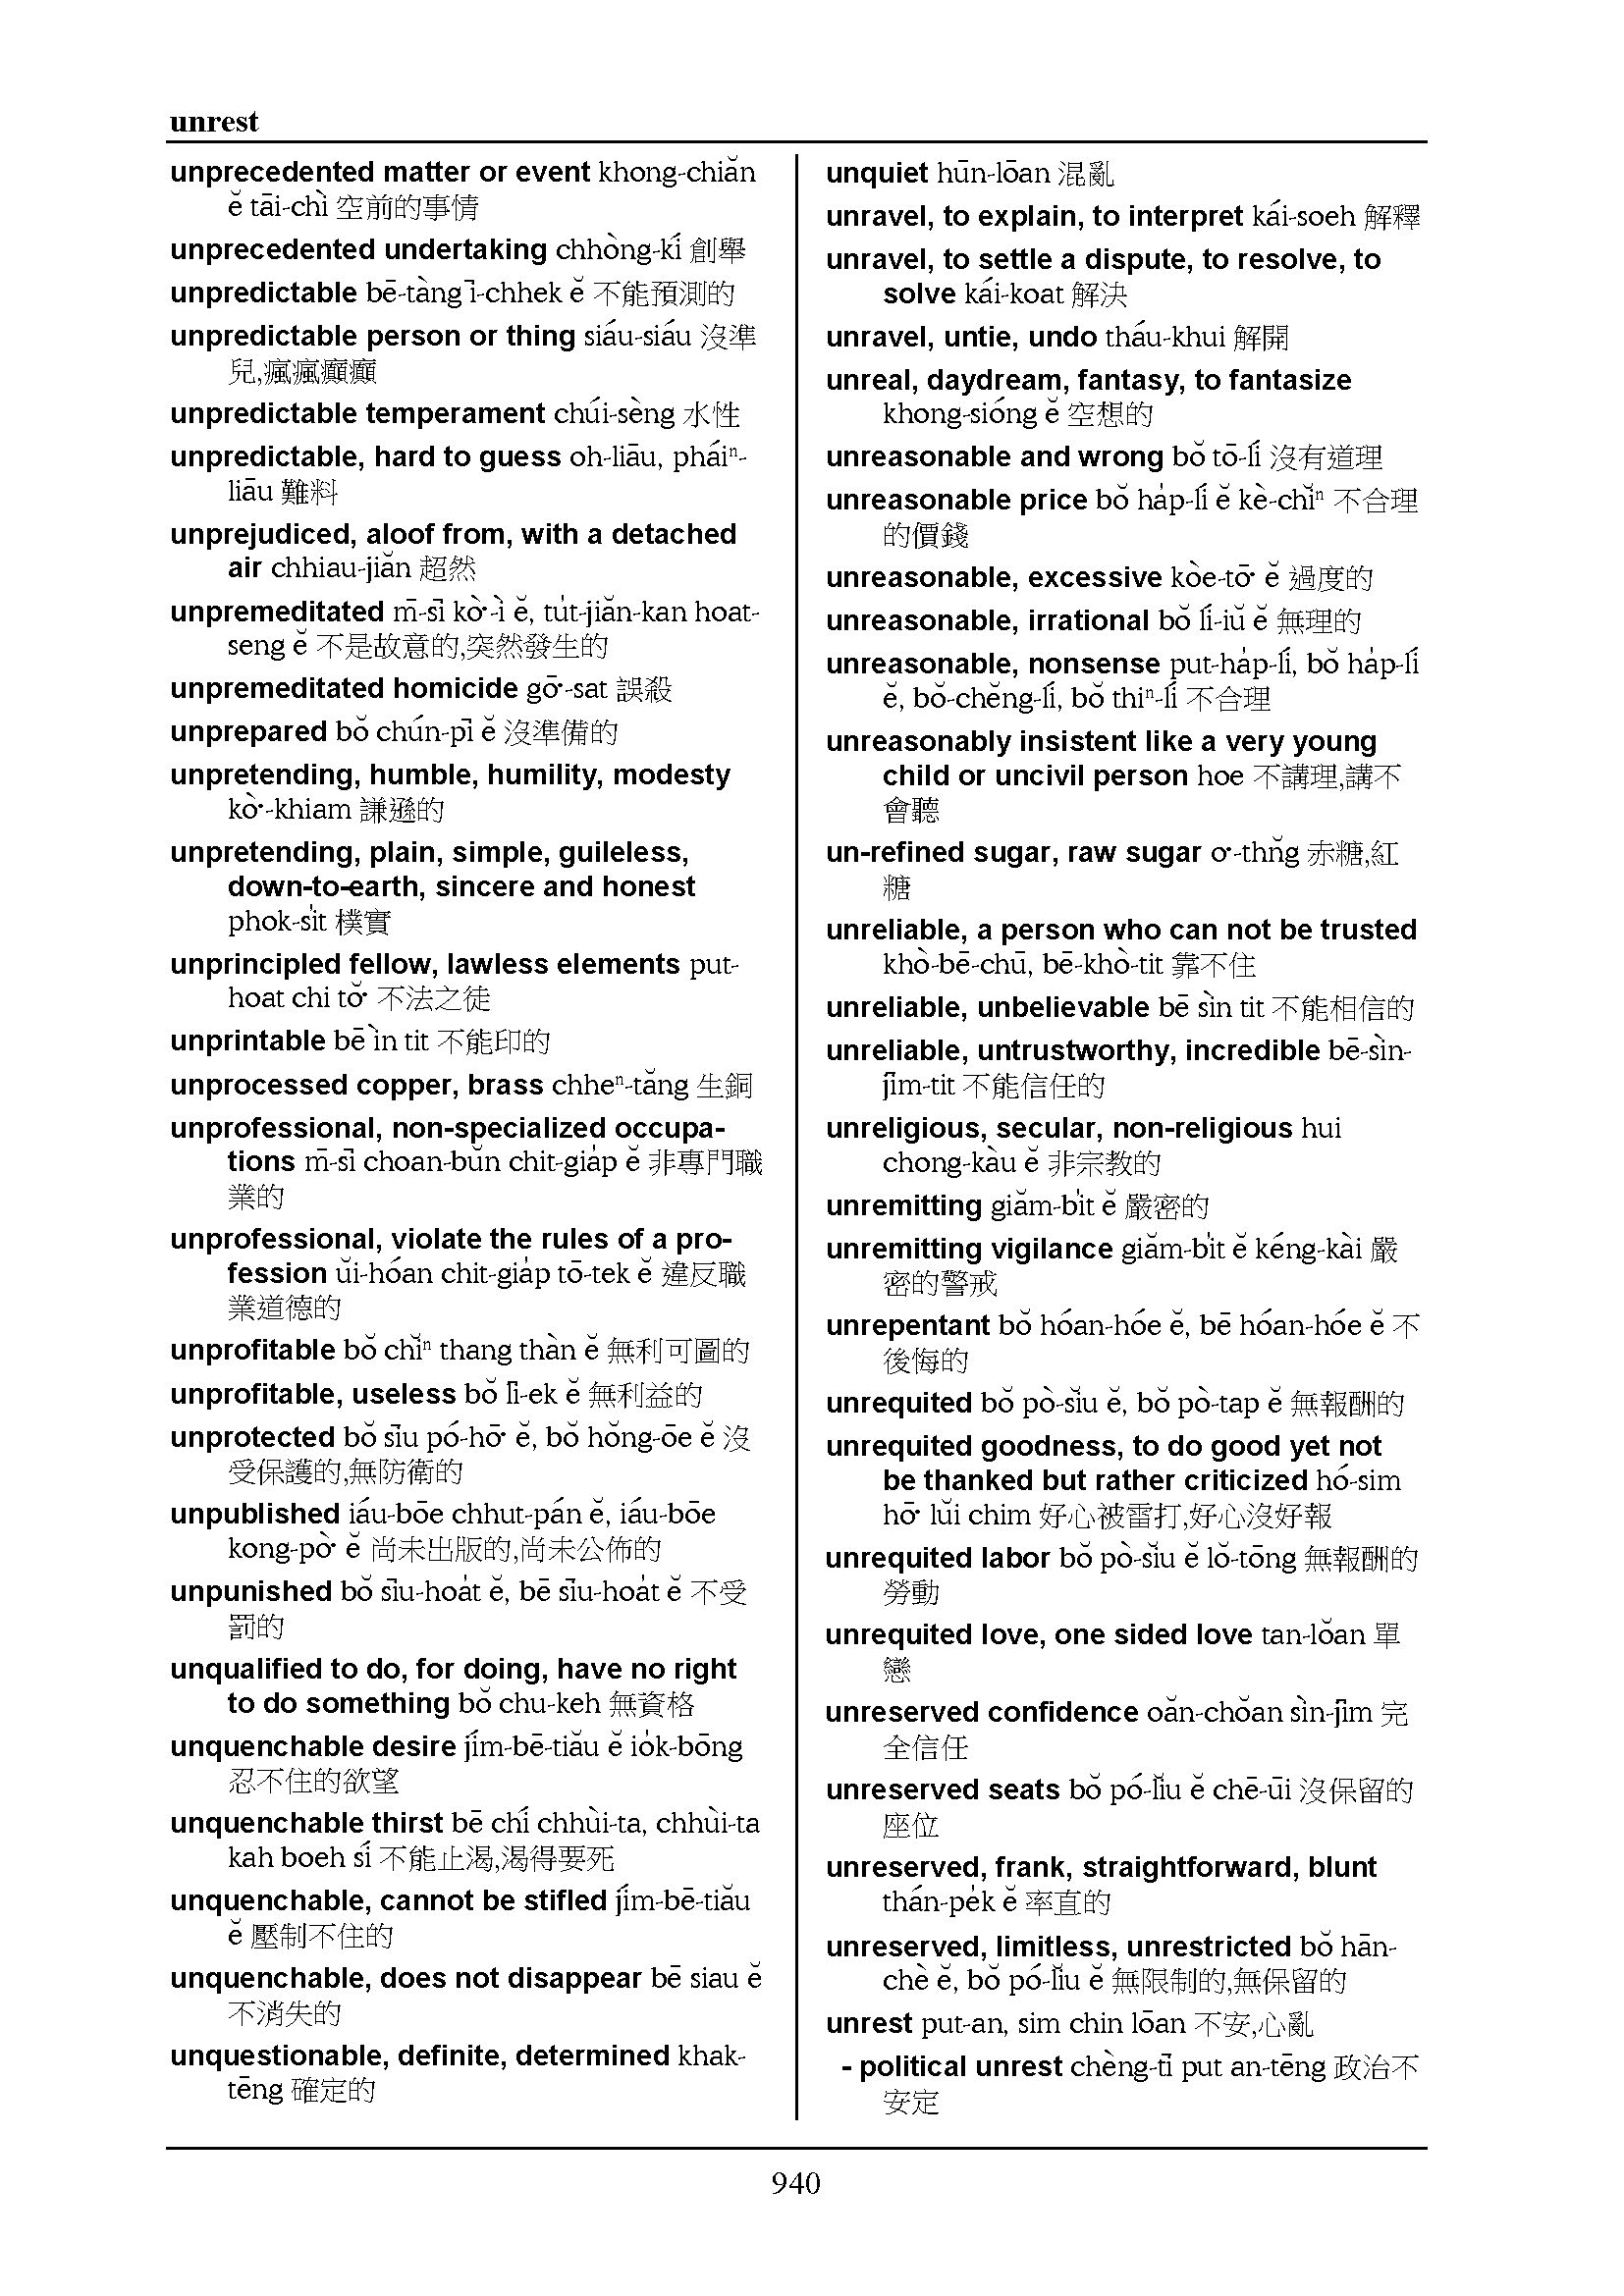 unrest
unprecedented matter or event khong-chiăn
ĕ tāi-chì 空前的事情
unprecedented undertaking chhòng-kí 創舉
unpredictable bē-tàng ī-chhek ĕ 不能預測的
unpredictable person or thing siáu-siáu 沒準
兒,瘋瘋癲癲
unpredictable temperament chúi-sèng 水性
unpredictable, hard to guess oh-liāu, pháiⁿ-
liāu 難料
unprejudiced, aloof from, with a detached
air chhiau-jiăn 超然
unpremeditated m̄-sī kò͘-ì ĕ, tu̍t-jiăn-kan hoat-
seng ĕ 不是故意的,突然發生的
unpremeditated homicide gō͘-sat 誤殺
unprepared bŏ chún-pī ĕ 沒準備的
unpretending, humble, humility, modesty
kò͘-khiam 謙遜的
unpretending, plain, simple, guileless,
down-to-earth, sincere and honest
phok-si̍t 樸實
unprincipled fellow, lawless elements put-
hoat chi tŏ͘ 不法之徒
unprintable bē ìn tit 不能印的
unprocessed copper, brass chheⁿ-tăng 生銅
unprofessional, non-specialized occupa-
tions m̄-sī choan-bŭn chit-gia̍p ĕ 非專門職
業的
unprofessional, violate the rules of a pro-
fession ŭi-hóan chit-gia̍p tō-tek ĕ 違反職
業道德的
unprofitable bŏ chĭⁿ thang thàn ĕ 無利可圖的
unprofitable, useless bŏ lī-ek ĕ 無利益的
unprotected bŏ sīu pó-hō͘ ĕ, bŏ hŏng-ōe ĕ 沒
受保護的,無防衛的
unpublished iáu-bōe chhut-pán ĕ, iáu-bōe
kong-pò͘ ĕ 尚未出版的,尚未公佈的
unpunished bŏ sīu-hoa̍t ĕ, bē sīu-hoa̍t ĕ 不受
罰的
unqualified to do, for doing, have no right
to do something bŏ chu-keh 無資格
unquenchable desire jím-bē-tiău ĕ io̍k-bōng
忍不住的欲望
unquenchable thirst bē chí chhùi-ta, chhùi-ta
kah boeh sí 不能止渴,渴得要死
unquenchable, cannot be stifled jím-bē-tiău
ĕ 壓制不住的
unquenchable, does not disappear bē siau ĕ
不消失的
unquestionable, definite, determined khak-
tēng 確定的
unquiet hūn-lōan 混亂
unravel, to explain, to interpret kái-soeh 解釋
unravel, to settle a dispute, to resolve, to
solve kái-koat 解決
unravel, untie, undo tháu-khui 解開
unreal, daydream, fantasy, to fantasize
khong-sióng ĕ 空想的
unreasonable and wrong bŏ tō-lí 沒有道理
unreasonable price bŏ ha̍p-lí ĕ kè-chĭⁿ 不合理
的價錢
unreasonable, excessive kòe-tō͘ ĕ 過度的
unreasonable, irrational bŏ lí-iŭ ĕ 無理的
unreasonable, nonsense put-ha̍p-lí, bŏ ha̍p-lí
ĕ, bŏ-chĕng-lí, bŏ thiⁿ-lí 不合理
unreasonably insistent like a very young
child or uncivil person hoe 不講理,講不
會聽
un-refined sugar, raw sugar o͘-thn̆g 赤糖,紅
糖
unreliable, a person who can not be trusted
khò-bē-chū, bē-khò-tit 靠不住
unreliable, unbelievable bē sìn tit 不能相信的
unreliable, untrustworthy, incredible bē-sìn-
jīm-tit 不能信任的
unreligious, secular, non-religious hui
chong-kàu ĕ 非宗教的
unremitting giăm-bi̍t ĕ 嚴密的
unremitting vigilance giăm-bi̍t ĕ kéng-kài 嚴
密的警戒
unrepentant bŏ hóan-hóe ĕ, bē hóan-hóe ĕ 不
後悔的
unrequited bŏ pò-sĭu ĕ, bŏ pò-tap ĕ 無報酬的
unrequited goodness, to do good yet not
be thanked but rather criticized hó-sim
hō͘ lŭi chim 好心被雷打,好心沒好報
unrequited labor bŏ pò-sĭu ĕ lŏ-tōng 無報酬的
勞動
unrequited love, one sided love tan-lŏan 單
戀
unreserved confidence oăn-chŏan sìn-jīm 完
全信任
unreserved seats bŏ pó-lĭu ĕ chē-ūi 沒保留的
座位
unreserved, frank, straightforward, blunt
thán-pe̍k ĕ 率直的
unreserved, limitless, unrestricted bŏ hān-
chè ĕ, bŏ pó-lĭu ĕ 無限制的,無保留的
unrest put-an, sim chin lōan 不安,心亂
- political unrest chèng-tī put an-tēng 政治不
安定
940